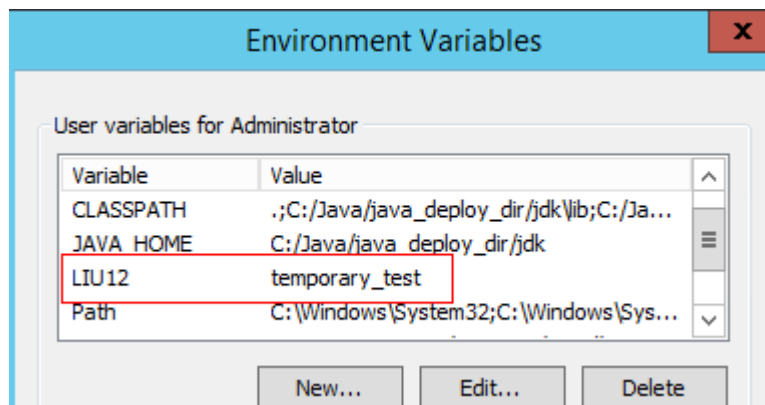 Environment Variables
x
User variables for Administrator
Variable Value
CLASSPATH .;C:/Java/java_deploy_dir/jdk\lib;C:/Ja...
JAVA_HOME C:/Java/java_deploy_dir/jdk
LIU12 temporary_test
Path C:\Windows\System32;C:\Windows\Sys...
New... Edit... Delete